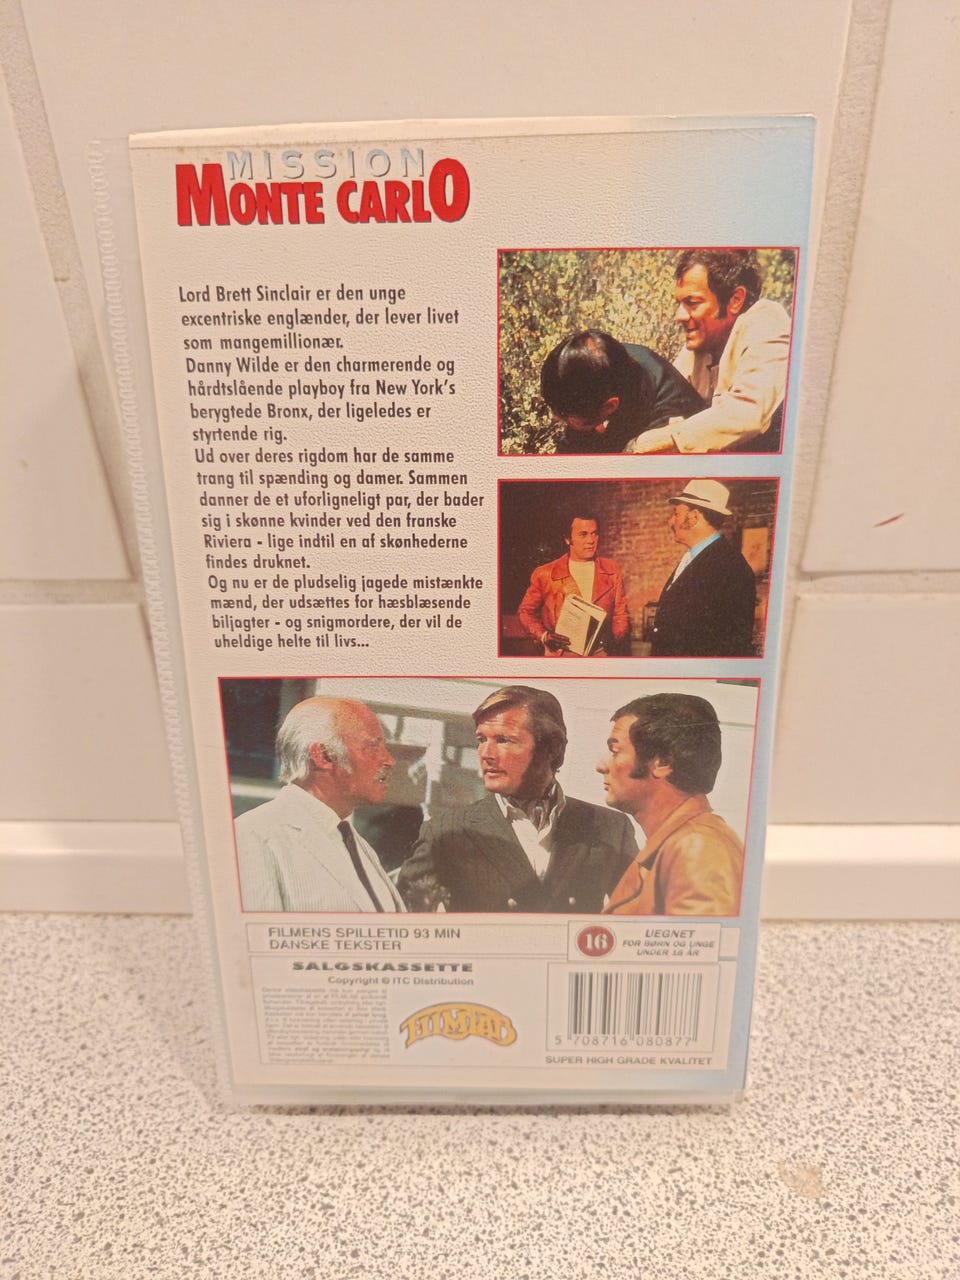 MISSION
MONTE CARLO
Lord Brett Sinclair er den unge
excentriske englænder, der lever livet
som mangemillionær.
Danny Wilde er den charmerende og
hårdtslående playboy fra New York's
berygtede Bronx, der ligeledes er
styrtende rig.
Ud over deres rigdom har de samme
trang til spænding og damer. Sammen
danner de et uforligneligt par, der bader
sig i skønne kvinder ved den franske
Riviera - lige indtil en af skønhederne
findes druknet.
Og nu er de pludselig jagede mistænkte
mænd, der udsættes for hæsblæsende
biljagter - og snigmordere, der vil de
uheldige helte til livs...
FILMENS SPILLETID 93 MIN
DANSKE TEKSTER
16
UEGNET
FOR BØRN OG UNGE
UNDER 16 ÅR
SALGSKASSETTE
Copyright © ITC Distribution
FILMLAB
5 708716 080877
SUPER HIGH GRADE KVALITET